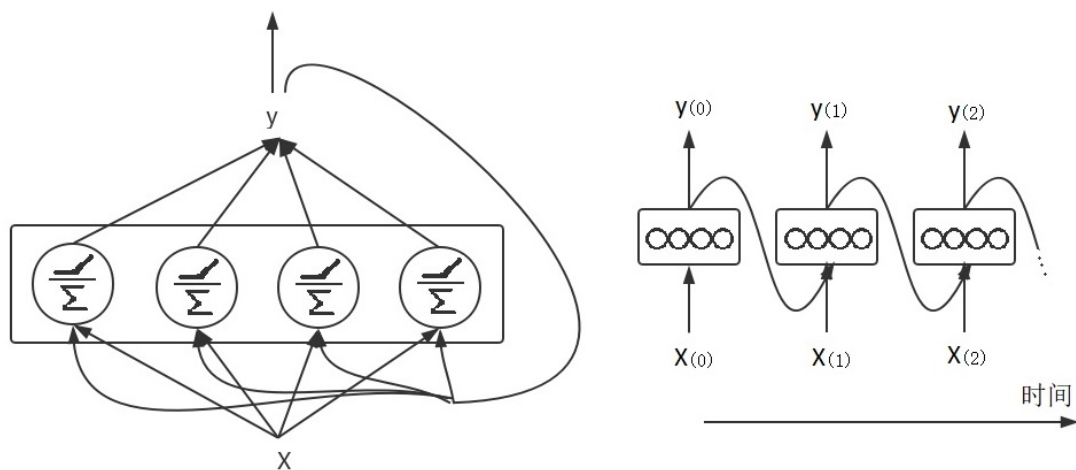 y
Σ Σ Σ Σ
X
y(0) y(1) y(2)
X(0) X(1) X(2)
时间